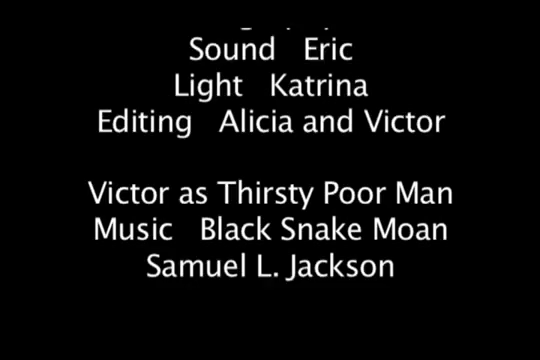 Sound Eric
Light Katrina
Editing Alicia and Victor
Victor as Thirsty Poor Man
Music Black Snake Moan
Samuel L. Jackson